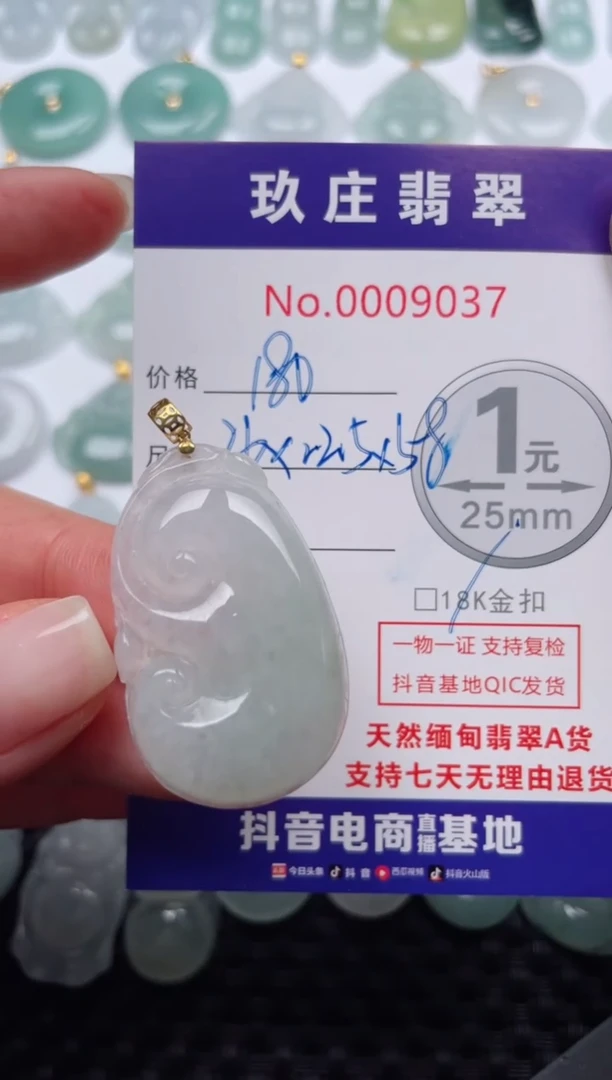 玖庄翡翠
No.0009037
价格 180
1元
25mm
□18K金扣
一物一证 支持复检
抖音基地QIC发货
天然缅甸翡翠A货
支持七天无理由退货
抖音电商直播基地
今日头条 抖音 西瓜视频 抖音火山版